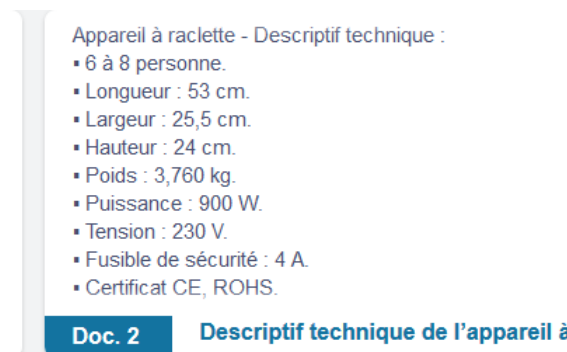 Appareil à raclette - Descriptif technique :
▪ 6 à 8 personne.
▪ Longueur : 53 cm.
▪ Largeur : 25,5 cm.
▪ Hauteur : 24 cm.
▪ Poids : 3,760 kg.
▪ Puissance : 900 W.
▪ Tension : 230 V.
▪ Fusible de sécurité : 4 A.
▪ Certificat CE, ROHS.
Doc. 2 Descriptif technique de l’appareil à